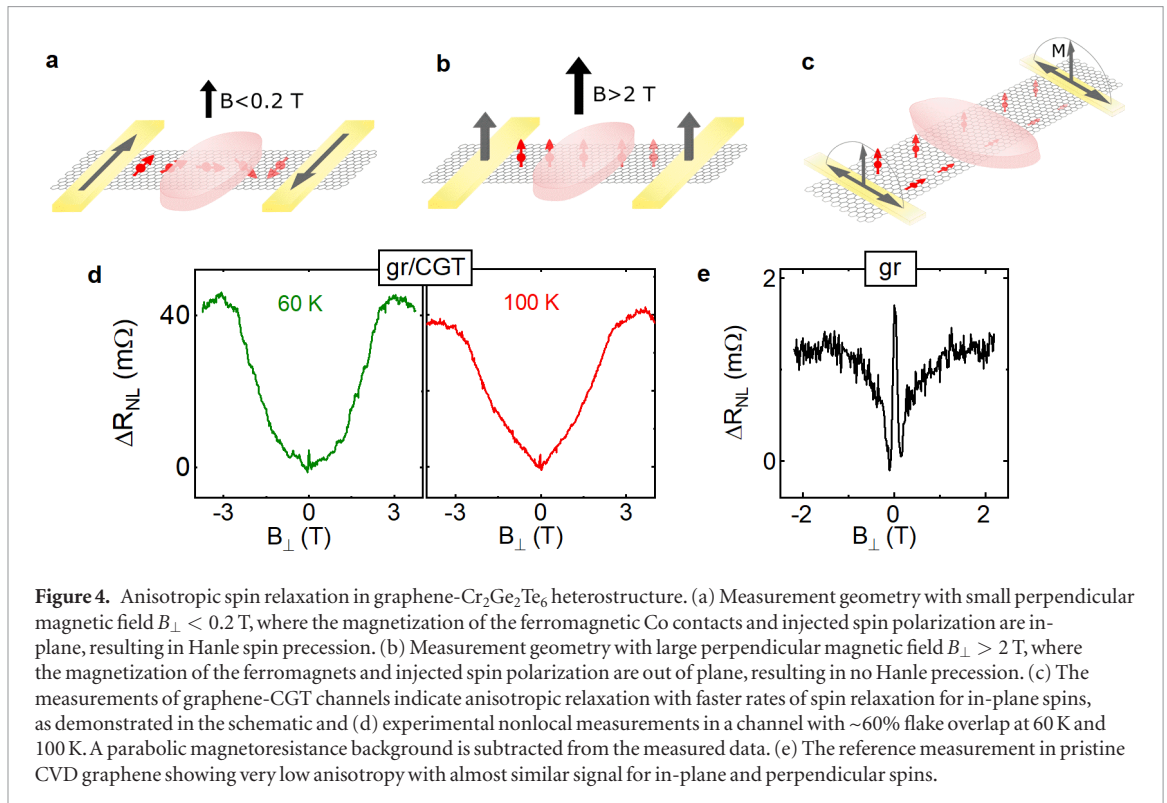 a
B<0.2 T
b
B>2 T
c
M
d
gr/CGT
60 K
100 K
ΔR_NL (mΩ)
40
0
-3
0
3
-3
0
3
B⊥ (T)
B⊥ (T)
e
gr
ΔR_NL (mΩ)
2
0
-2
0
2
B⊥ (T)
Figure 4. Anisotropic spin relaxation in graphene-Cr₂Ge₂Te₆ heterostructure. (a) Measurement geometry with small perpendicular
magnetic field B⊥ < 0.2 T, where the magnetization of the ferromagnetic Co contacts and injected spin polarization are in-
plane, resulting in Hanle spin precession. (b) Measurement geometry with large perpendicular magnetic field B⊥ > 2 T, where
the magnetization of the ferromagnets and injected spin polarization are out of plane, resulting in no Hanle precession. (c) The
measurements of graphene-CGT channels indicate anisotropic relaxation with faster rates of spin relaxation for in-plane spins,
as demonstrated in the schematic and (d) experimental nonlocal measurements in a channel with ~60% flake overlap at 60 K and
100 K. A parabolic magnetoresistance background is subtracted from the measured data. (e) The reference measurement in pristine
CVD graphene showing very low anisotropy with almost similar signal for in-plane and perpendicular spins.